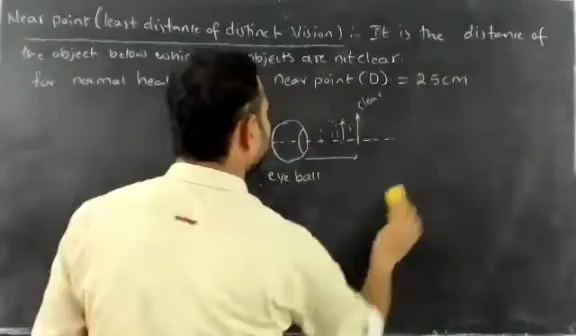 Near point (least distance of distinct Vision) :- It is the distance of
the object below whic objects are not clear.
for normal heal near point (D) = 25cm
clear
eye ball